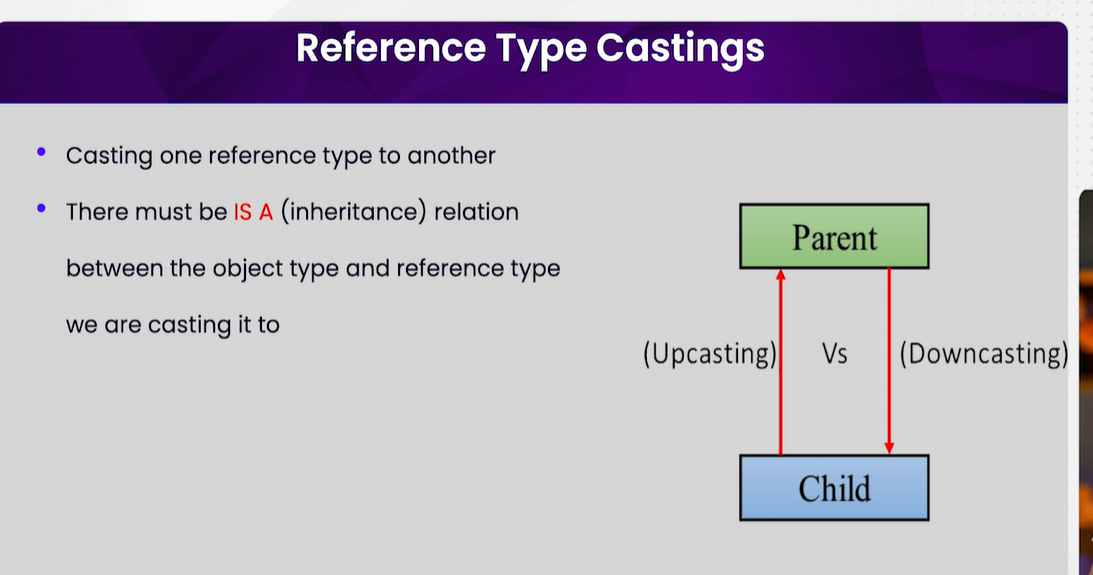 Reference Type Castings
• Casting one reference type to another
• There must be IS A (inheritance) relation
between the object type and reference type
we are casting it to
Parent
(Upcasting) Vs (Downcasting)
Child